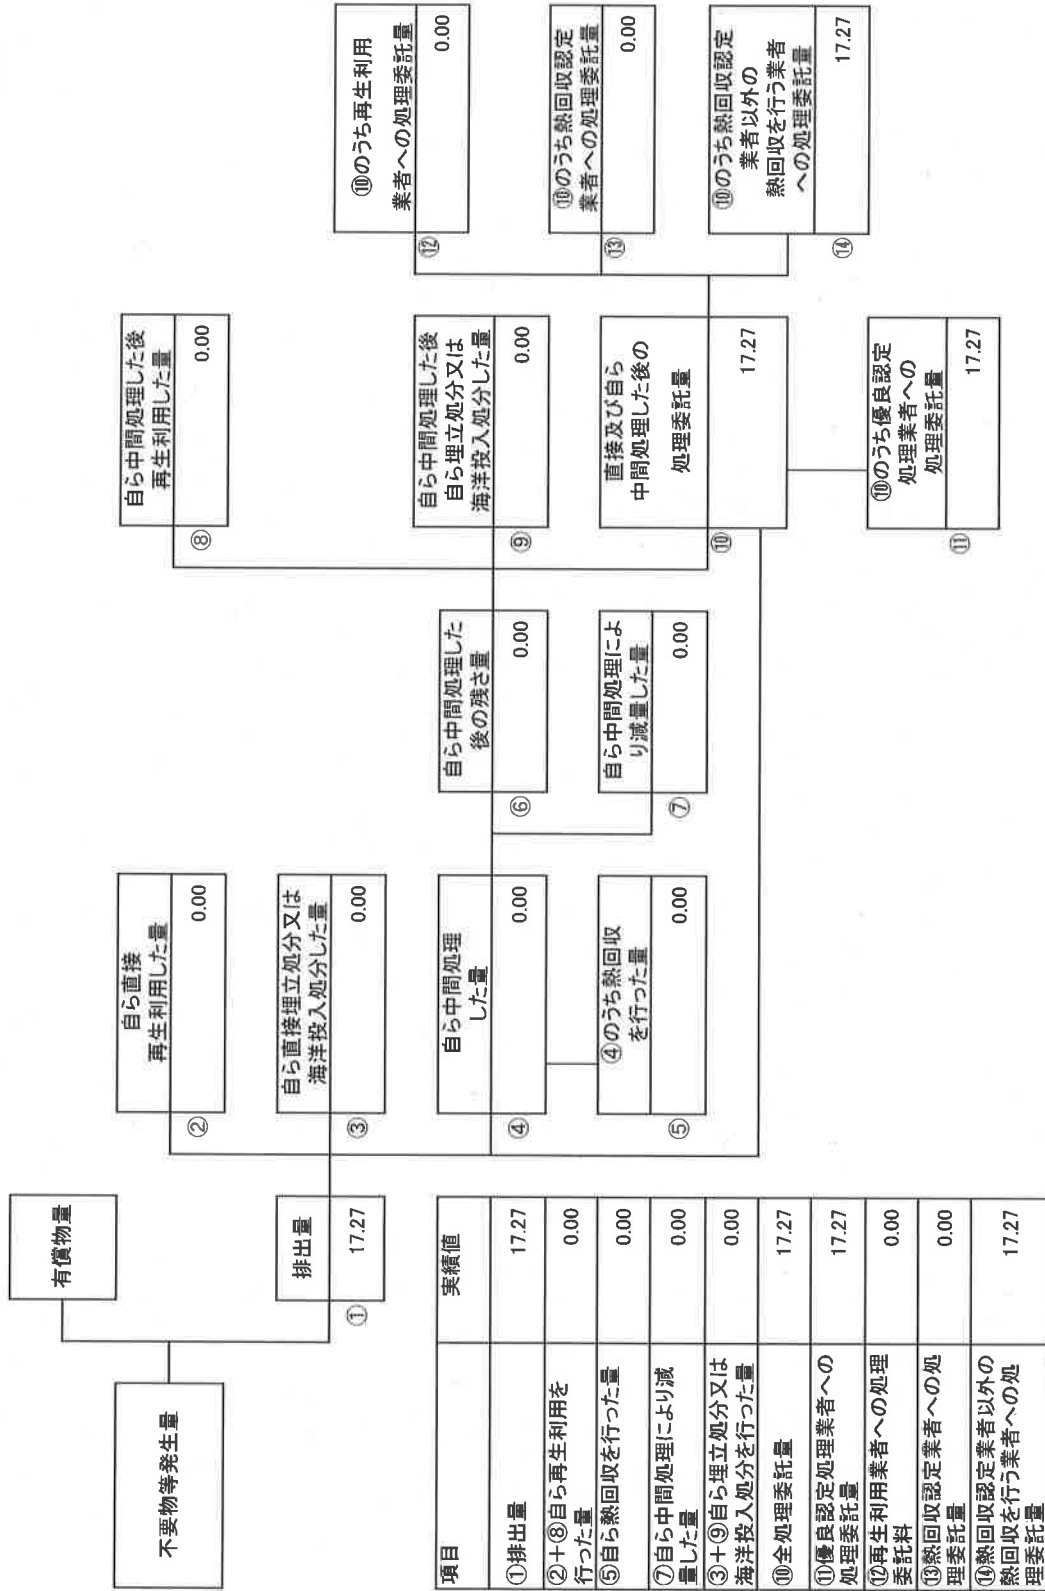 不要物等発生量
有償物量
排出量
① 17.27
自ら直接
再生利用した量
② 0.00
自ら直接埋立処分又は
海洋投入処分した量
③ 0.00
自ら中間処理
した量
④ 0.00
④のうち熱回収
を行った量
⑤ 0.00
自ら中間処理した
後の残さ量
⑥ 0.00
自ら中間処理によ
り減量した量
⑦ 0.00
自ら中間処理した後
再生利用した量
⑧ 0.00
自ら中間処理した後
自ら埋立処分又は
海洋投入処分した量
⑨ 0.00
直接及び自ら
中間処理した後の
処理委託量
⑩ 17.27
⑩のうち優良認定
処理業者への
処理委託量
⑪ 17.27
⑩のうち再生利用
業者への処理委託量
⑫ 0.00
⑩のうち熱回収認定
業者への処理委託量
⑬ 0.00
⑩のうち熱回収認定
業者以外の
熱回収を行う業者
への処理委託量
⑭ 17.27
項目 実績値
①排出量 17.27
②+⑧自ら再生利用を
行った量 0.00
⑤自ら熱回収を行った量 0.00
⑦自ら中間処理により減
量した量 0.00
③+⑨自ら埋立処分又は
海洋投入処分を行った量 0.00
⑩全処理委託量 17.27
⑪優良認定処理業者への
処理委託量 17.27
⑫再生利用業者への処理
委託料 0.00
⑬熱回収認定業者への処
理委託量 0.00
⑭熱回収認定業者以外の
熱回収を行う業者への処
理委託量 17.27